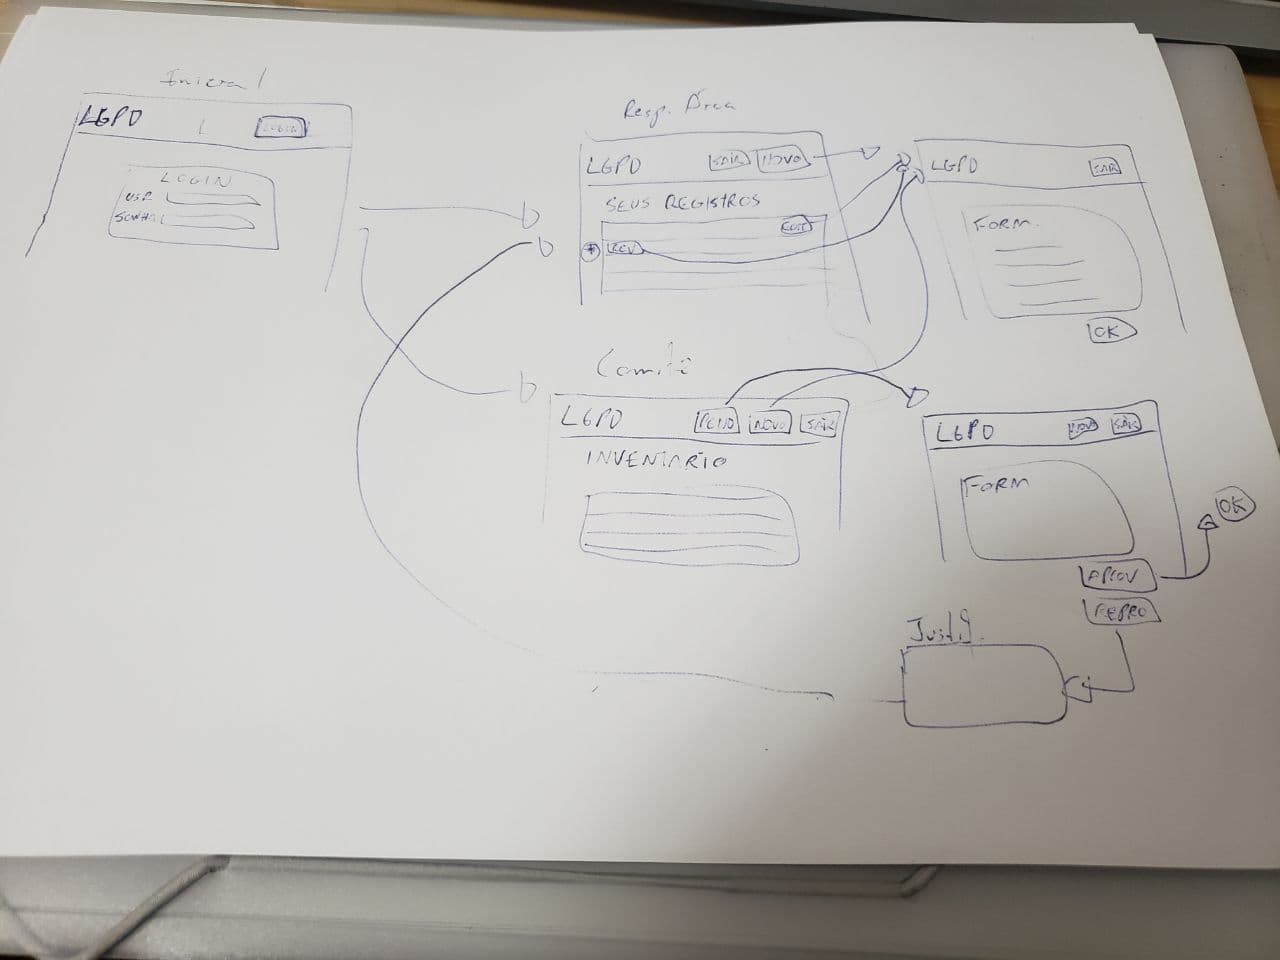 Inicial
LGPD
LOGIN
LOGIN
USR
SENHA
Resp. Área
LGPD
SAIR NOVO
SEUS REGISTROS
EDIT
* REV
LGPD
SAIR
FORM.
OK
Comitê
LGPD
PEND NOVO SAIR
INVENTARIO
LGPD
NOVO SAIR
FORM
OK
APROV
REPRO
Justif.